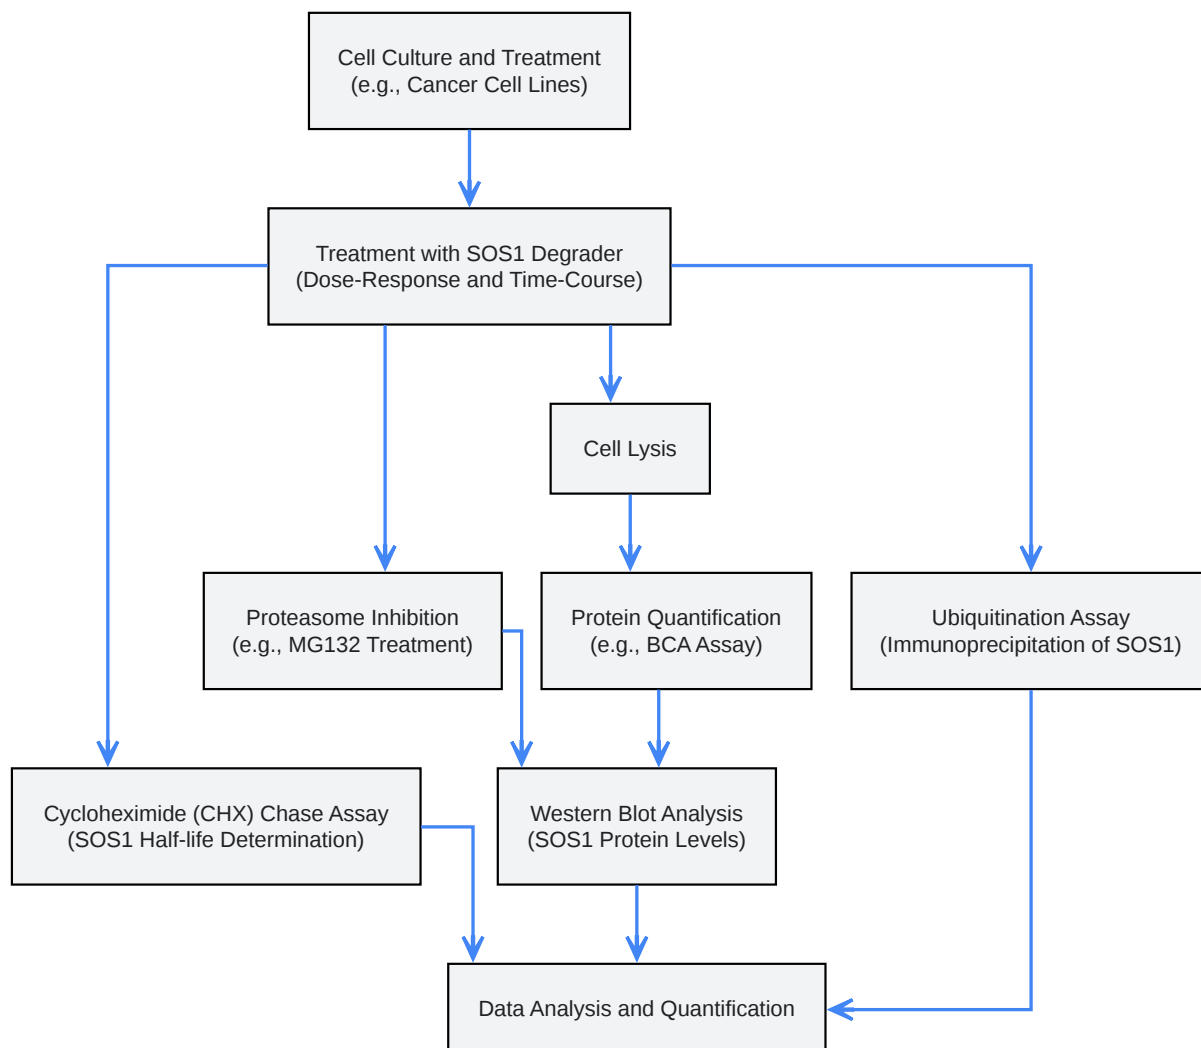 Cell Culture and Treatment
(e.g., Cancer Cell Lines)
Treatment with SOS1 Degrader
(Dose-Response and Time-Course)
Cell Lysis
Proteasome Inhibition
(e.g., MG132 Treatment)
Protein Quantification
(e.g., BCA Assay)
Ubiquitination Assay
(Immunoprecipitation of SOS1)
Cycloheximide (CHX) Chase Assay
(SOS1 Half-life Determination)
Western Blot Analysis
(SOS1 Protein Levels)
Data Analysis and Quantification